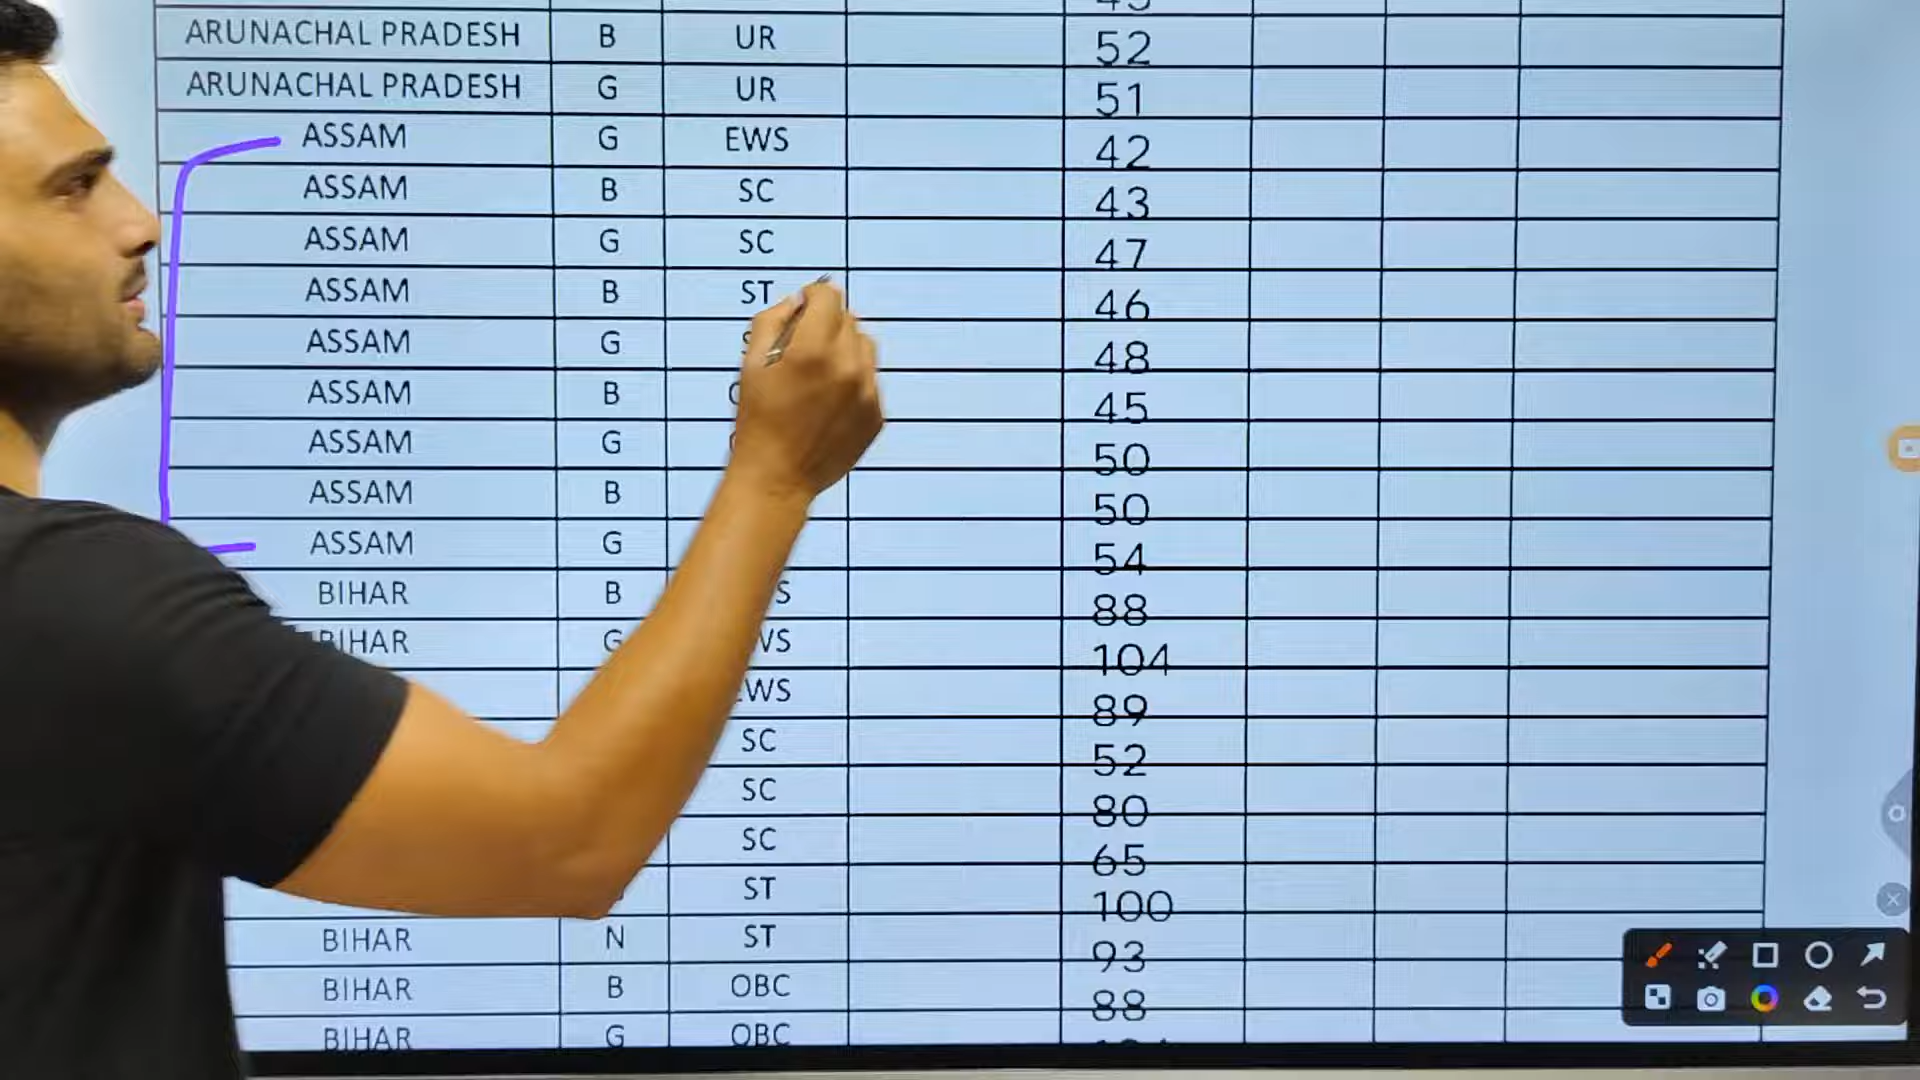 ARUNACHAL PRADESH B UR 52
ARUNACHAL PRADESH G UR 51
ASSAM G EWS 42
ASSAM B SC 43
ASSAM G SC 47
ASSAM B ST 46
ASSAM G 48
ASSAM B 45
ASSAM G 50
ASSAM B 50
ASSAM G 54
BIHAR B 88
BIHAR G 104
EWS 89
SC 52
SC 80
SC 65
ST 100
BIHAR N ST 93
BIHAR B OBC 88
BIHAR G OBC